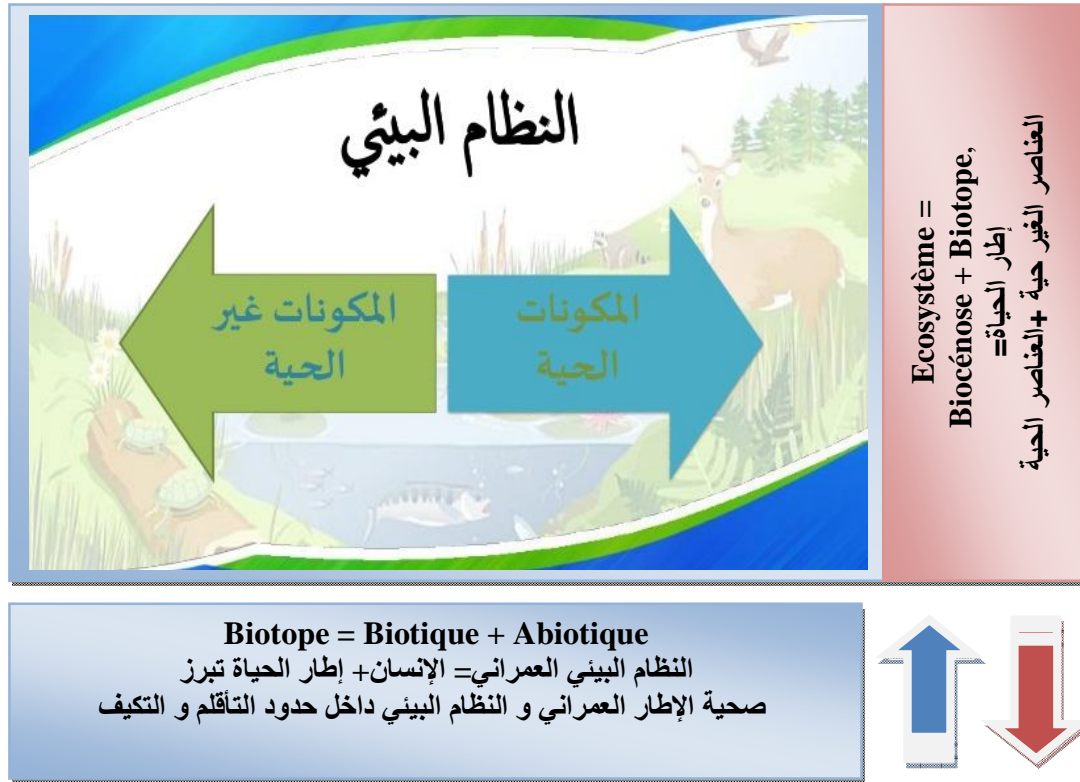 النظام البيئي
المكونات
الحية
المكونات غير
الحية
Ecosystème =
Biocénose + Biotope,
إطار الحياة=
العناصر الغير حية +العناصر الحية
Biotope = Biotique + Abiotique
النظام البيئي العمراني= الإنسان+ إطار الحياة تبرز
صحية الإطار العمراني و النظام البيئي داخل حدود التأقلم و التكيف